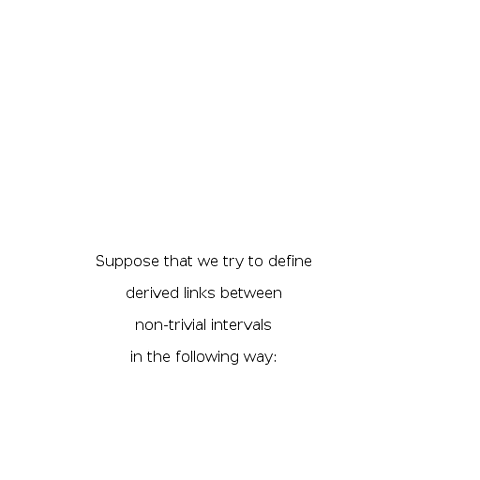 Suppose that we try to define
derived links between
non-trivial intervals
in the following way: